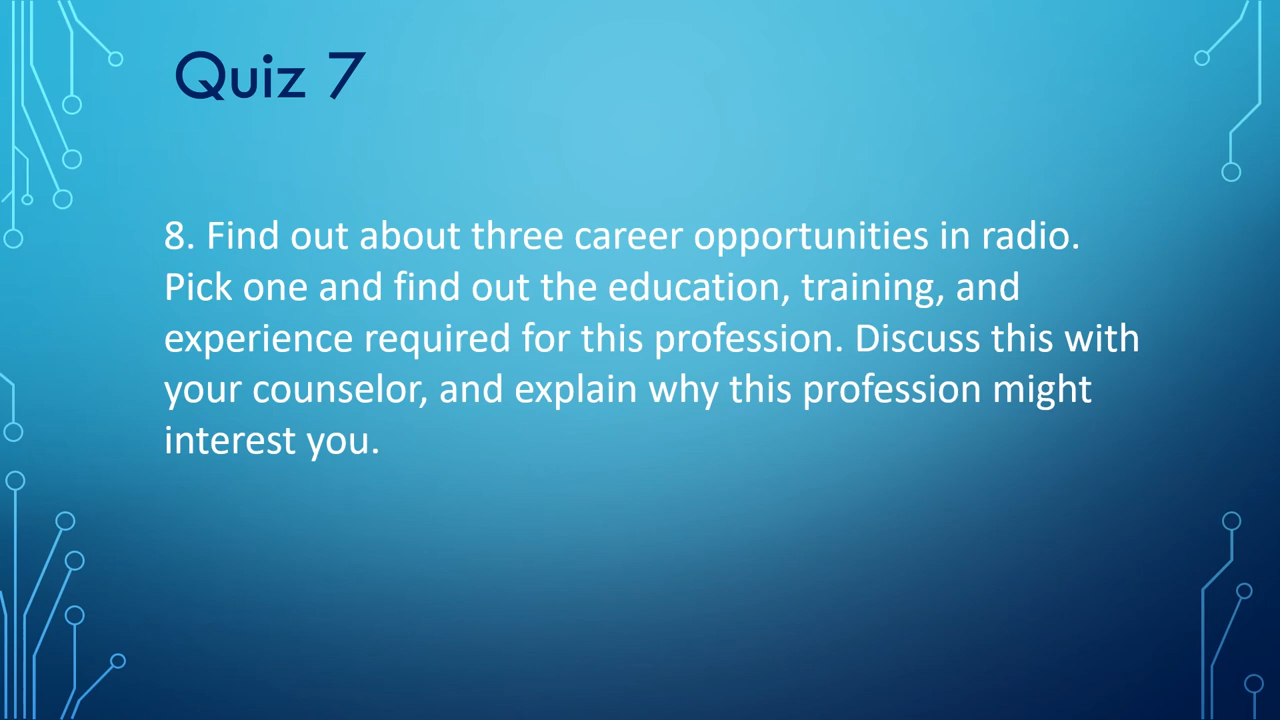 Quiz 7
8. Find out about three career opportunities in radio.
Pick one and find out the education, training, and
experience required for this profession. Discuss this with
your counselor, and explain why this profession might
interest you.